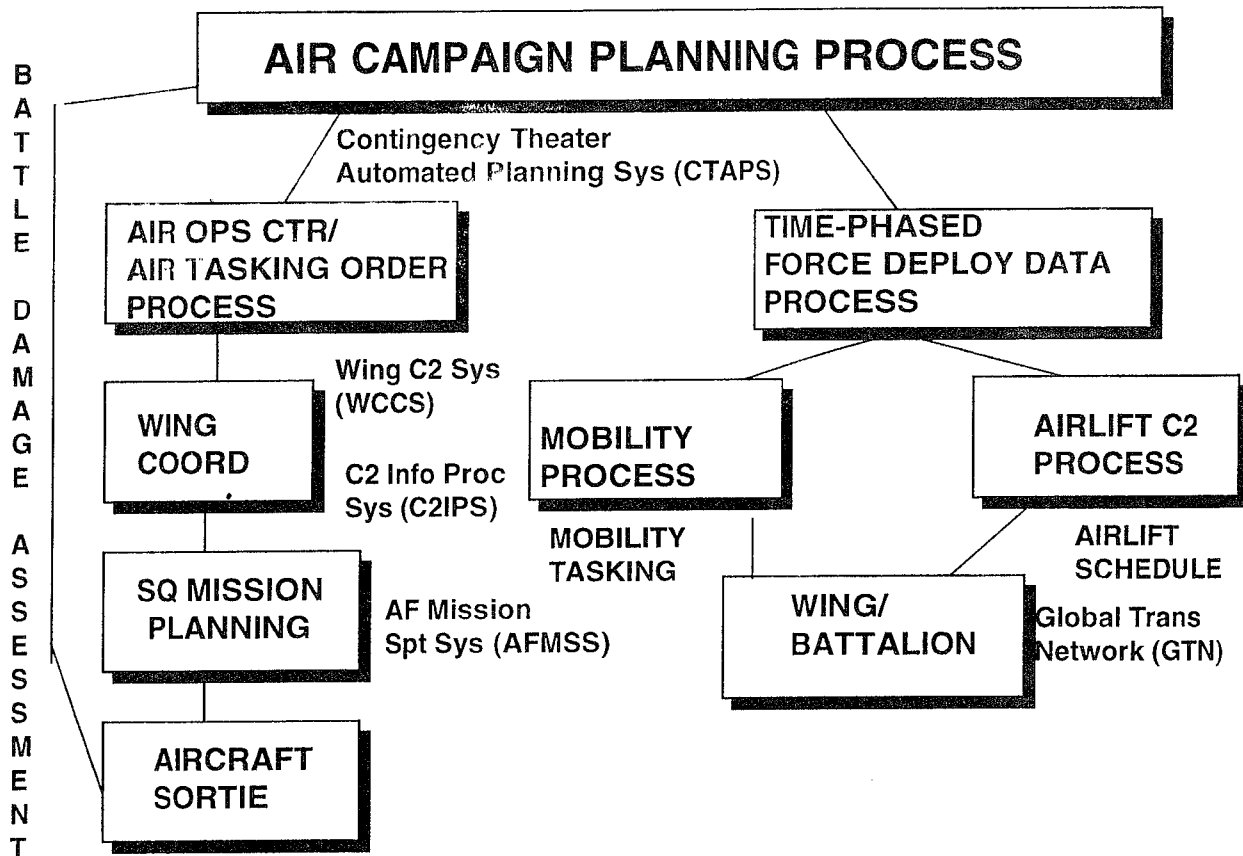 AIR CAMPAIGN PLANNING PROCESS
BATTLE DAMAGE ASSESSMENT
Contingency Theater
Automated Planning Sys (CTAPS)
AIR OPS CTR/
AIR TASKING ORDER
PROCESS
TIME-PHASED
FORCE DEPLOY DATA
PROCESS
Wing C2 Sys
(WCCS)
WING
COORD
C2 Info Proc
Sys (C2IPS)
MOBILITY
PROCESS
AIRLIFT C2
PROCESS
MOBILITY
TASKING
AIRLIFT
SCHEDULE
SQ MISSION
PLANNING
AF Mission
Spt Sys (AFMSS)
WING/
BATTALION
Global Trans
Network (GTN)
AIRCRAFT
SORTIE